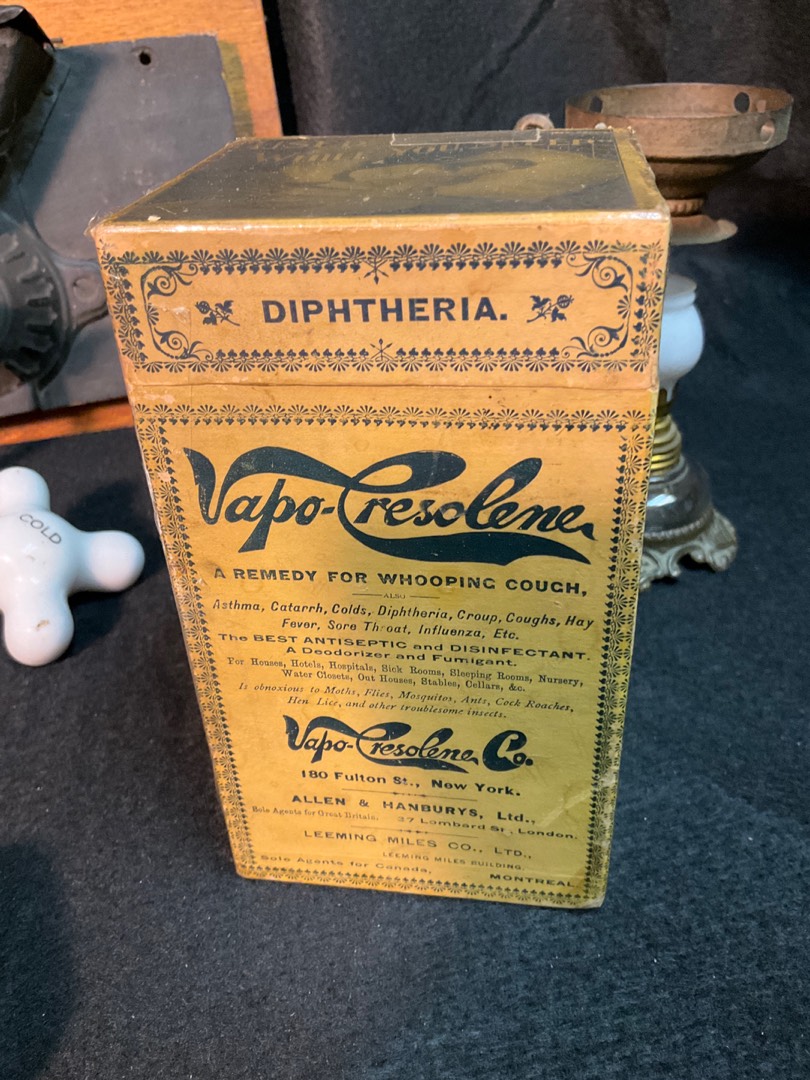 DIPHTHERIA.
Vapo-Cresolene
A REMEDY FOR WHOOPING COUGH,
ALSO
Asthma, Catarrh, Colds, Diphtheria, Croup, Coughs, Hay
Fever, Sore Throat, Influenza, Etc.
The BEST ANTISEPTIC and DISINFECTANT.
A Deodorizer and Fumigant.
For Houses, Hotels, Hospitals, Sick Rooms, Sleeping Rooms, Nursery,
Water Closets, Out Houses, Stables, Cellars, &c.
Is obnoxious to Moths, Flies, Mosquitos, Ants, Cock Roaches,
Hen Lice, and other troublesome insects.
Vapo-Cresolene Co.
180 Fulton St., New York.
ALLEN & HANBURYS, Ltd.,
Sole Agents for Great Britain. 37 Lombard St., London.
LEEMING MILES CO., LTD.,
LEEMING MILES BUILDING.
Sole Agents for Canada. MONTREAL.
COLD